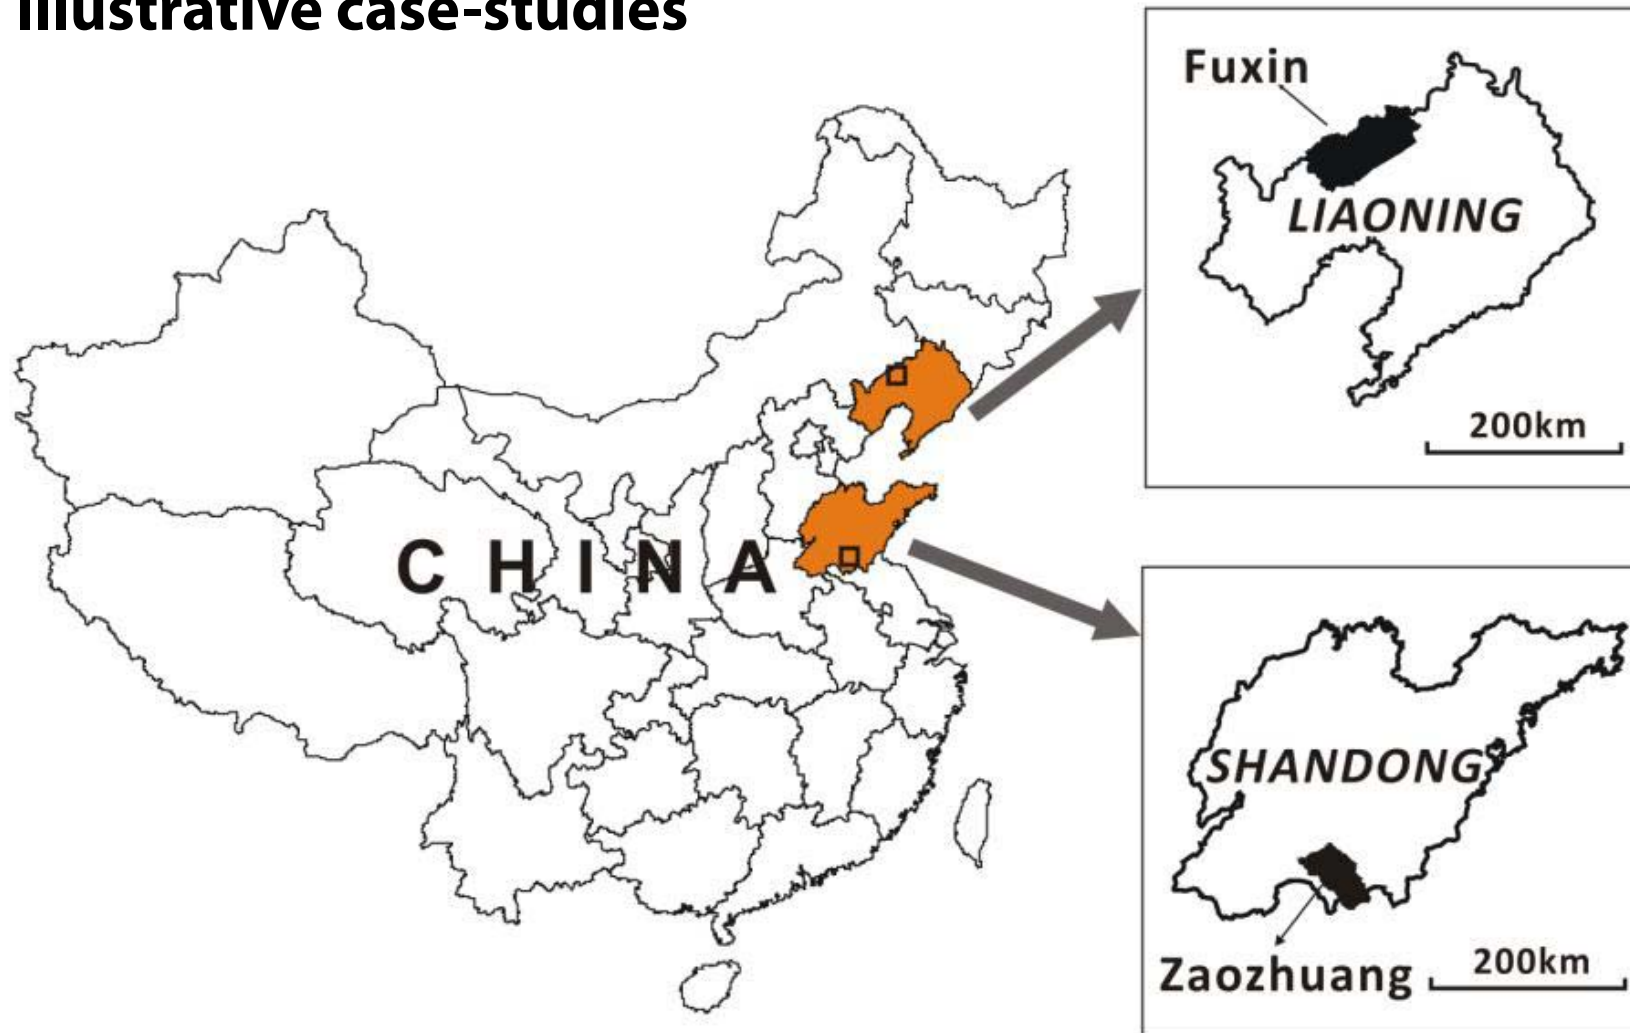 Illustrative case-studies
Fuxin
LIAONING
200km
CHINA
SHANDONG
Zaozhuang
200km